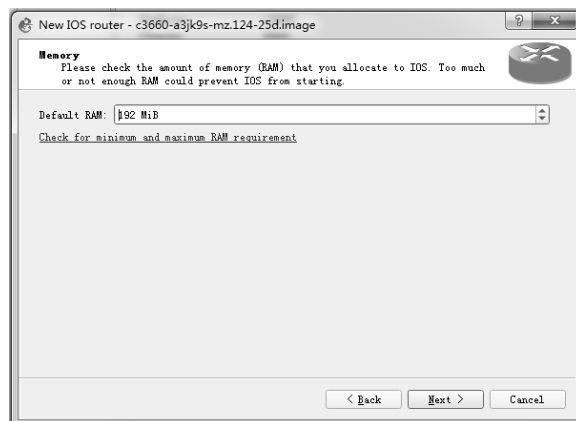 New IOS router - c3660-a3jk9s-mz.124-25d.image
Memory
Please check the amount of memory (RAM) that you allocate to IOS. Too much
or not enough RAM could prevent IOS from starting.
Default RAM: 192 MiB
Check for minimum and maximum RAM requirement
< Back Next > Cancel